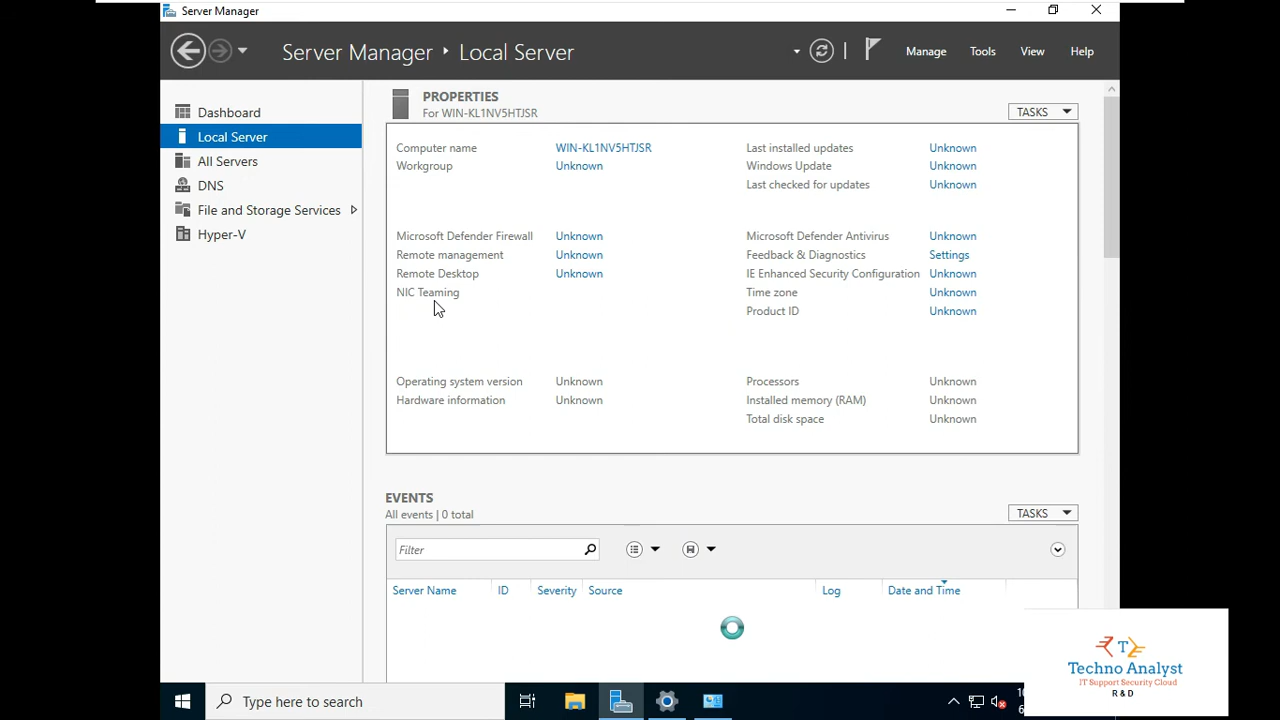 Server Manager
Server Manager
Local Server
Manage
Tools
View
Help
Dashboard
Local Server
All Servers
DNS
File and Storage Services
Hyper-V
PROPERTIES
For WIN-KL1NV5HTJSR
TASKS
Computer name WIN-KL1NV5HTJSR
Workgroup Unknown
Last installed updates Unknown
Windows Update Unknown
Last checked for updates Unknown
Microsoft Defender Firewall Unknown
Remote management Unknown
Remote Desktop Unknown
NIC Teaming
Microsoft Defender Antivirus Unknown
Feedback & Diagnostics Settings
IE Enhanced Security Configuration Unknown
Time zone Unknown
Product ID Unknown
Operating system version Unknown
Hardware information Unknown
Processors Unknown
Installed memory (RAM) Unknown
Total disk space Unknown
EVENTS
All events | 0 total
TASKS
Filter
Server Name ID Severity Source Log Date and Time
Techno Analyst
IT Support Security Cloud
R & D
Type here to search